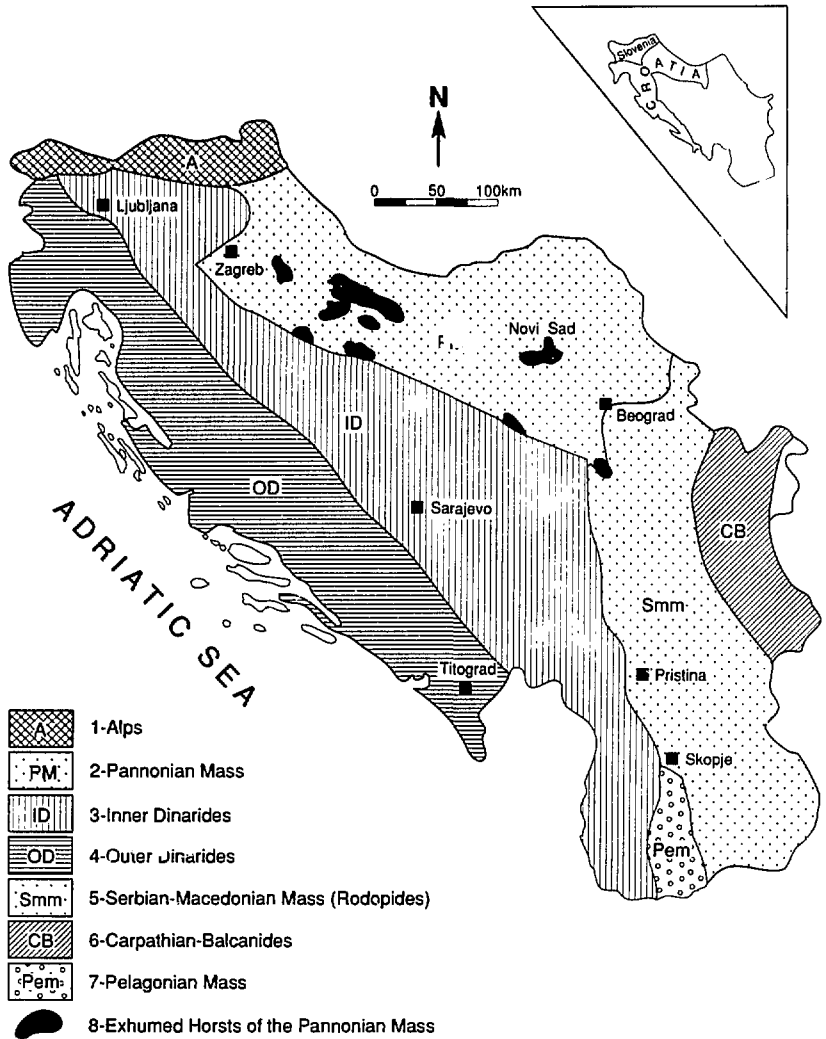 Slovenia
CROATIA
N
0 50 100km
A
Ljubljana
Zagreb
Novi Sad
Beograd
ID
OD
Sarajevo
CB
Smm
ADRIATIC SEA
Titograd
Pristina
Skopje
Pem
A 1-Alps
PM 2-Pannonian Mass
ID 3-Inner Dinarides
OD 4-Outer Dinarides
Smm 5-Serbian-Macedonian Mass (Rodopides)
CB 6-Carpathian-Balcanides
Pem 7-Pelagonian Mass
8-Exhumed Horsts of the Pannonian Mass